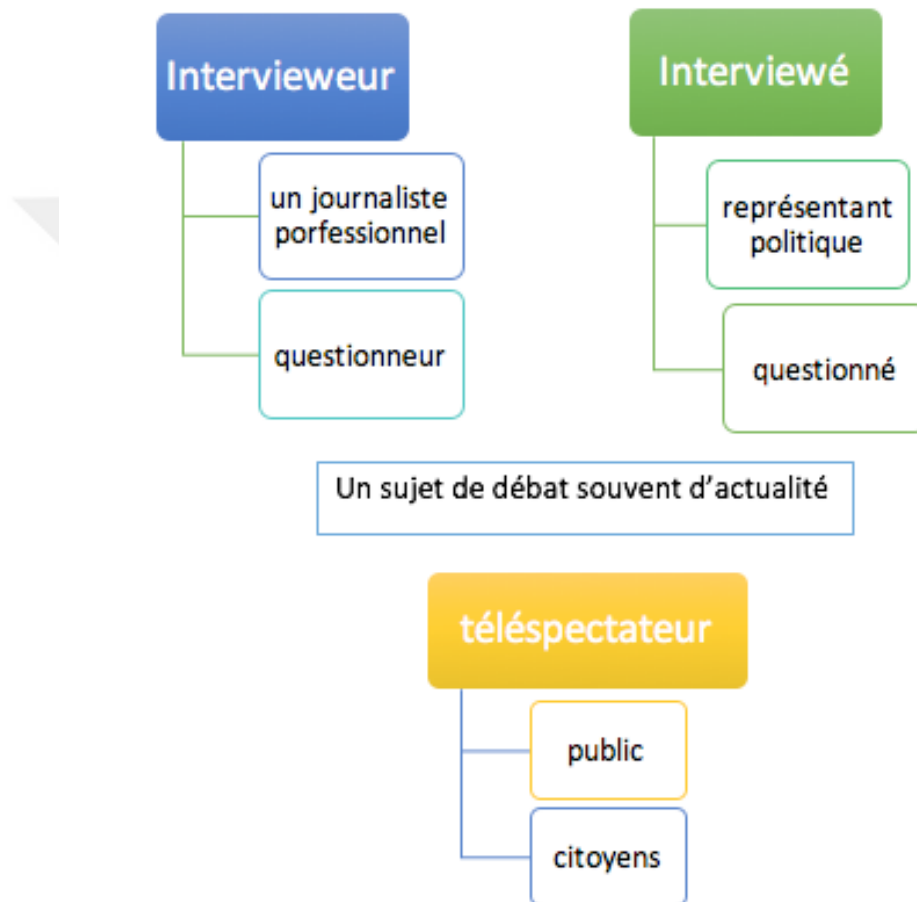 Intervieweur
un journaliste
porfessionnel
questionneur
Interviewé
représentant
politique
questionné
Un sujet de débat souvent d’actualité
téléspectateur
public
citoyens